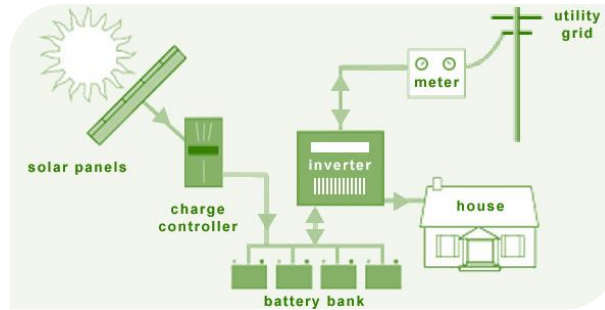 utility
grid
meter
solar panels
inverter
charge
controller
house
battery bank